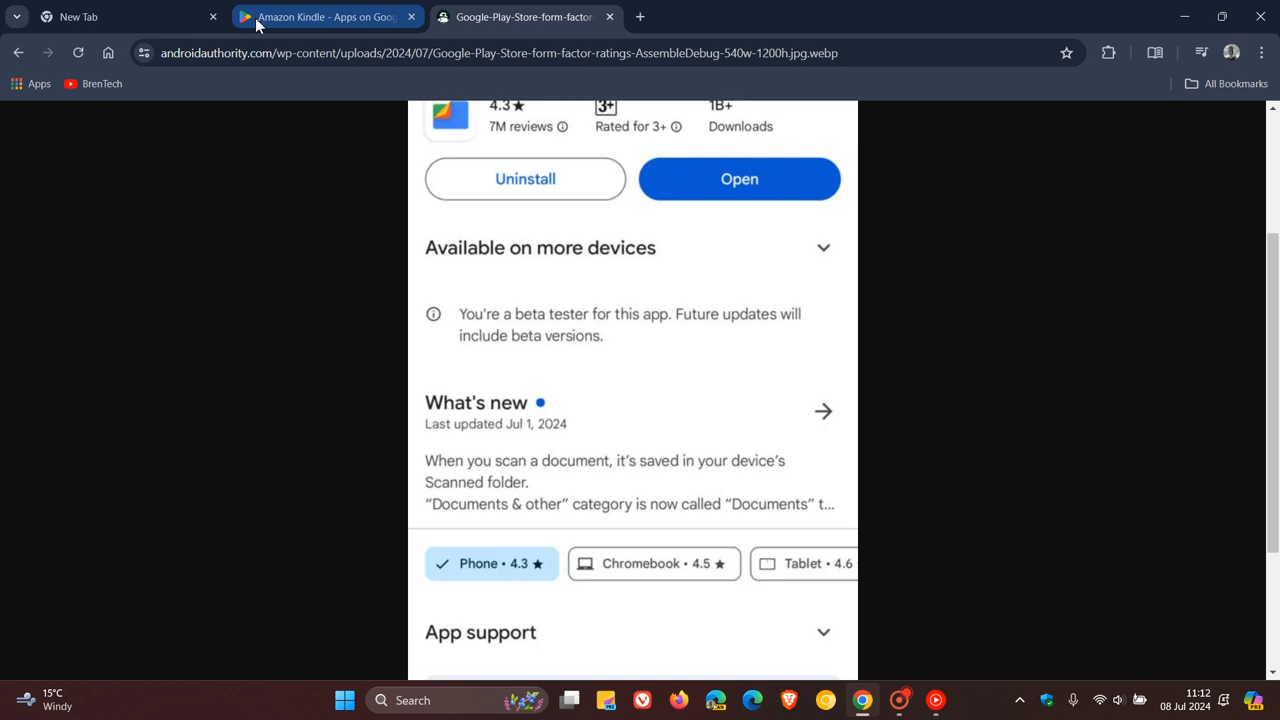 New Tab
Amazon Kindle - Apps on Goog
Google-Play-Store-form-factor
androidauthority.com/wp-content/uploads/2024/07/Google-Play-Store-form-factor-ratings-AssembleDebug-540w-1200h.jpg.webp
Apps
BrenTech
All Bookmarks
4.3★
3+
1B+
7M reviews
Rated for 3+
Downloads
Uninstall
Open
Available on more devices
You're a beta tester for this app. Future updates will
include beta versions.
What's new
Last updated Jul 1, 2024
When you scan a document, it's saved in your device's
Scanned folder.
“Documents & other” category is now called “Documents” t...
Phone • 4.3 ★
Chromebook • 4.5 ★
Tablet • 4.6
App support
15°C
Windy
Search
11:12
08 Jul 2024